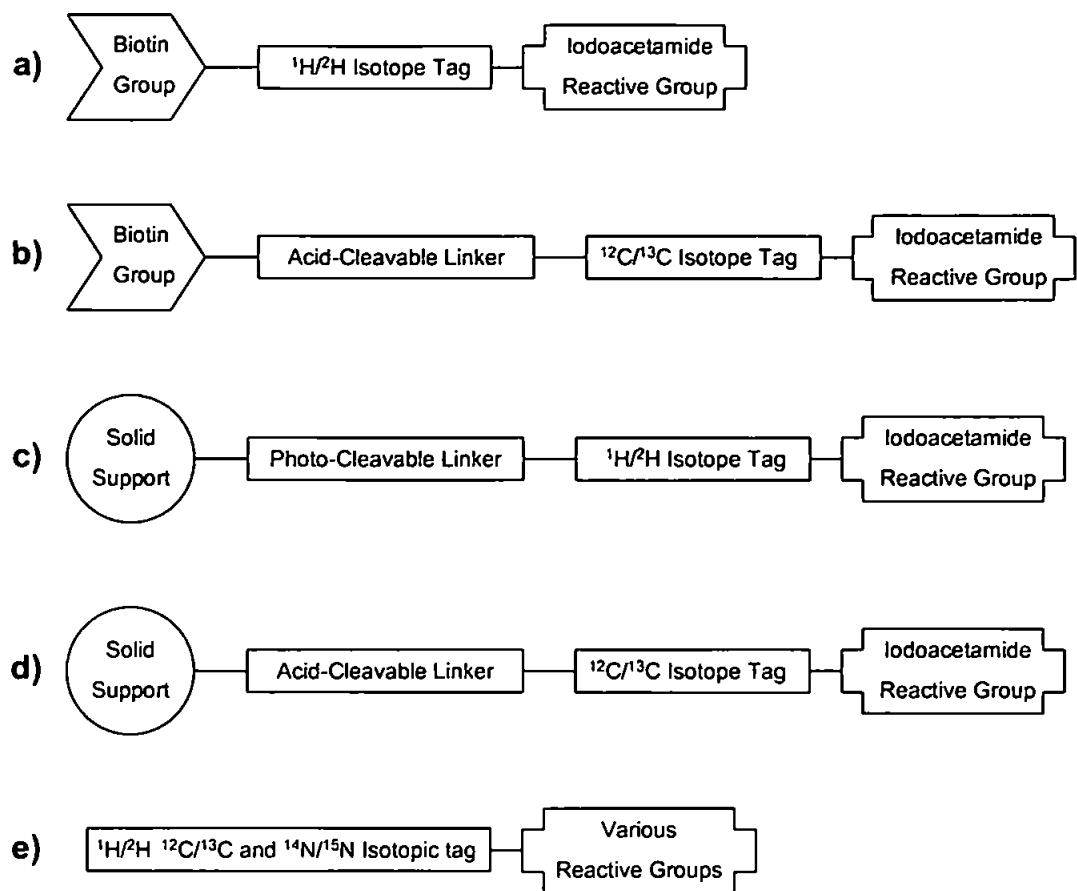 a)
Biotin
Group
¹H/²H Isotope Tag
Iodoacetamide
Reactive Group
b)
Biotin
Group
Acid-Cleavable Linker
¹²C/¹³C Isotope Tag
Iodoacetamide
Reactive Group
c)
Solid
Support
Photo-Cleavable Linker
¹H/²H Isotope Tag
Iodoacetamide
Reactive Group
d)
Solid
Support
Acid-Cleavable Linker
¹²C/¹³C Isotope Tag
Iodoacetamide
Reactive Group
e)
¹H/²H ¹²C/¹³C and ¹⁴N/¹⁵N Isotopic tag
Various
Reactive Groups